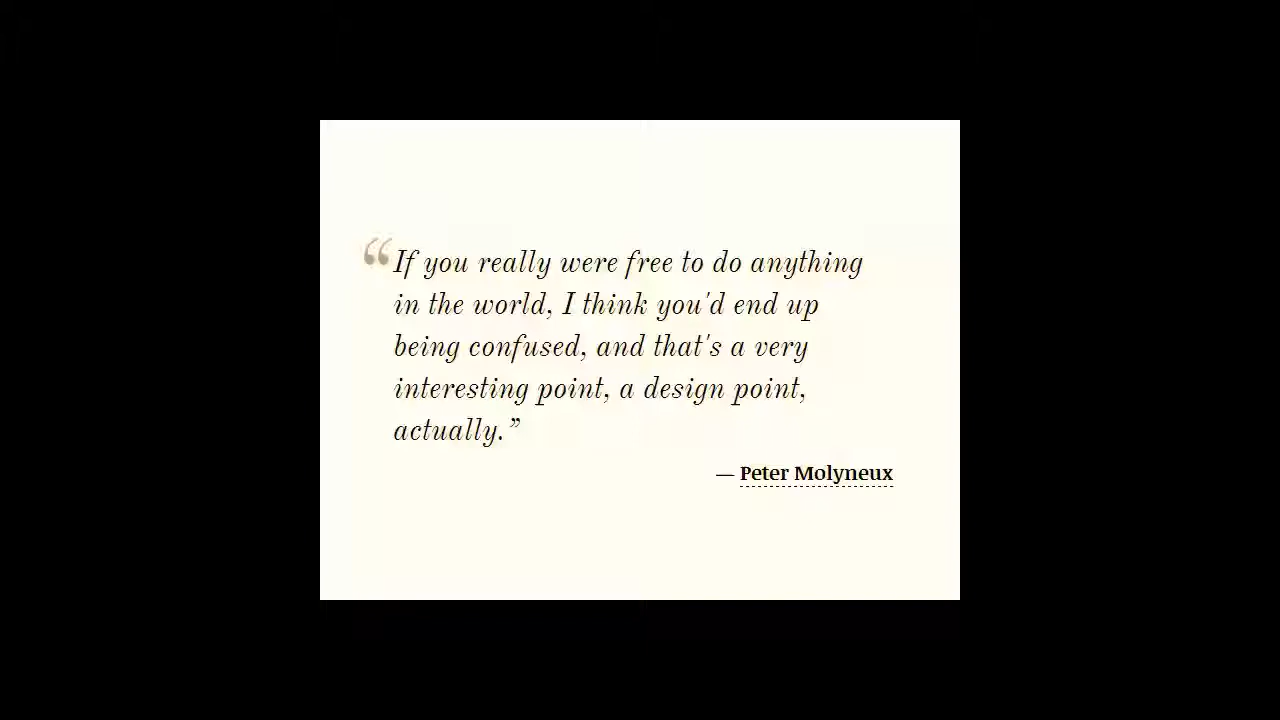 “If you really were free to do anything
in the world, I think you'd end up
being confused, and that's a very
interesting point, a design point,
actually.”
— Peter Molyneux